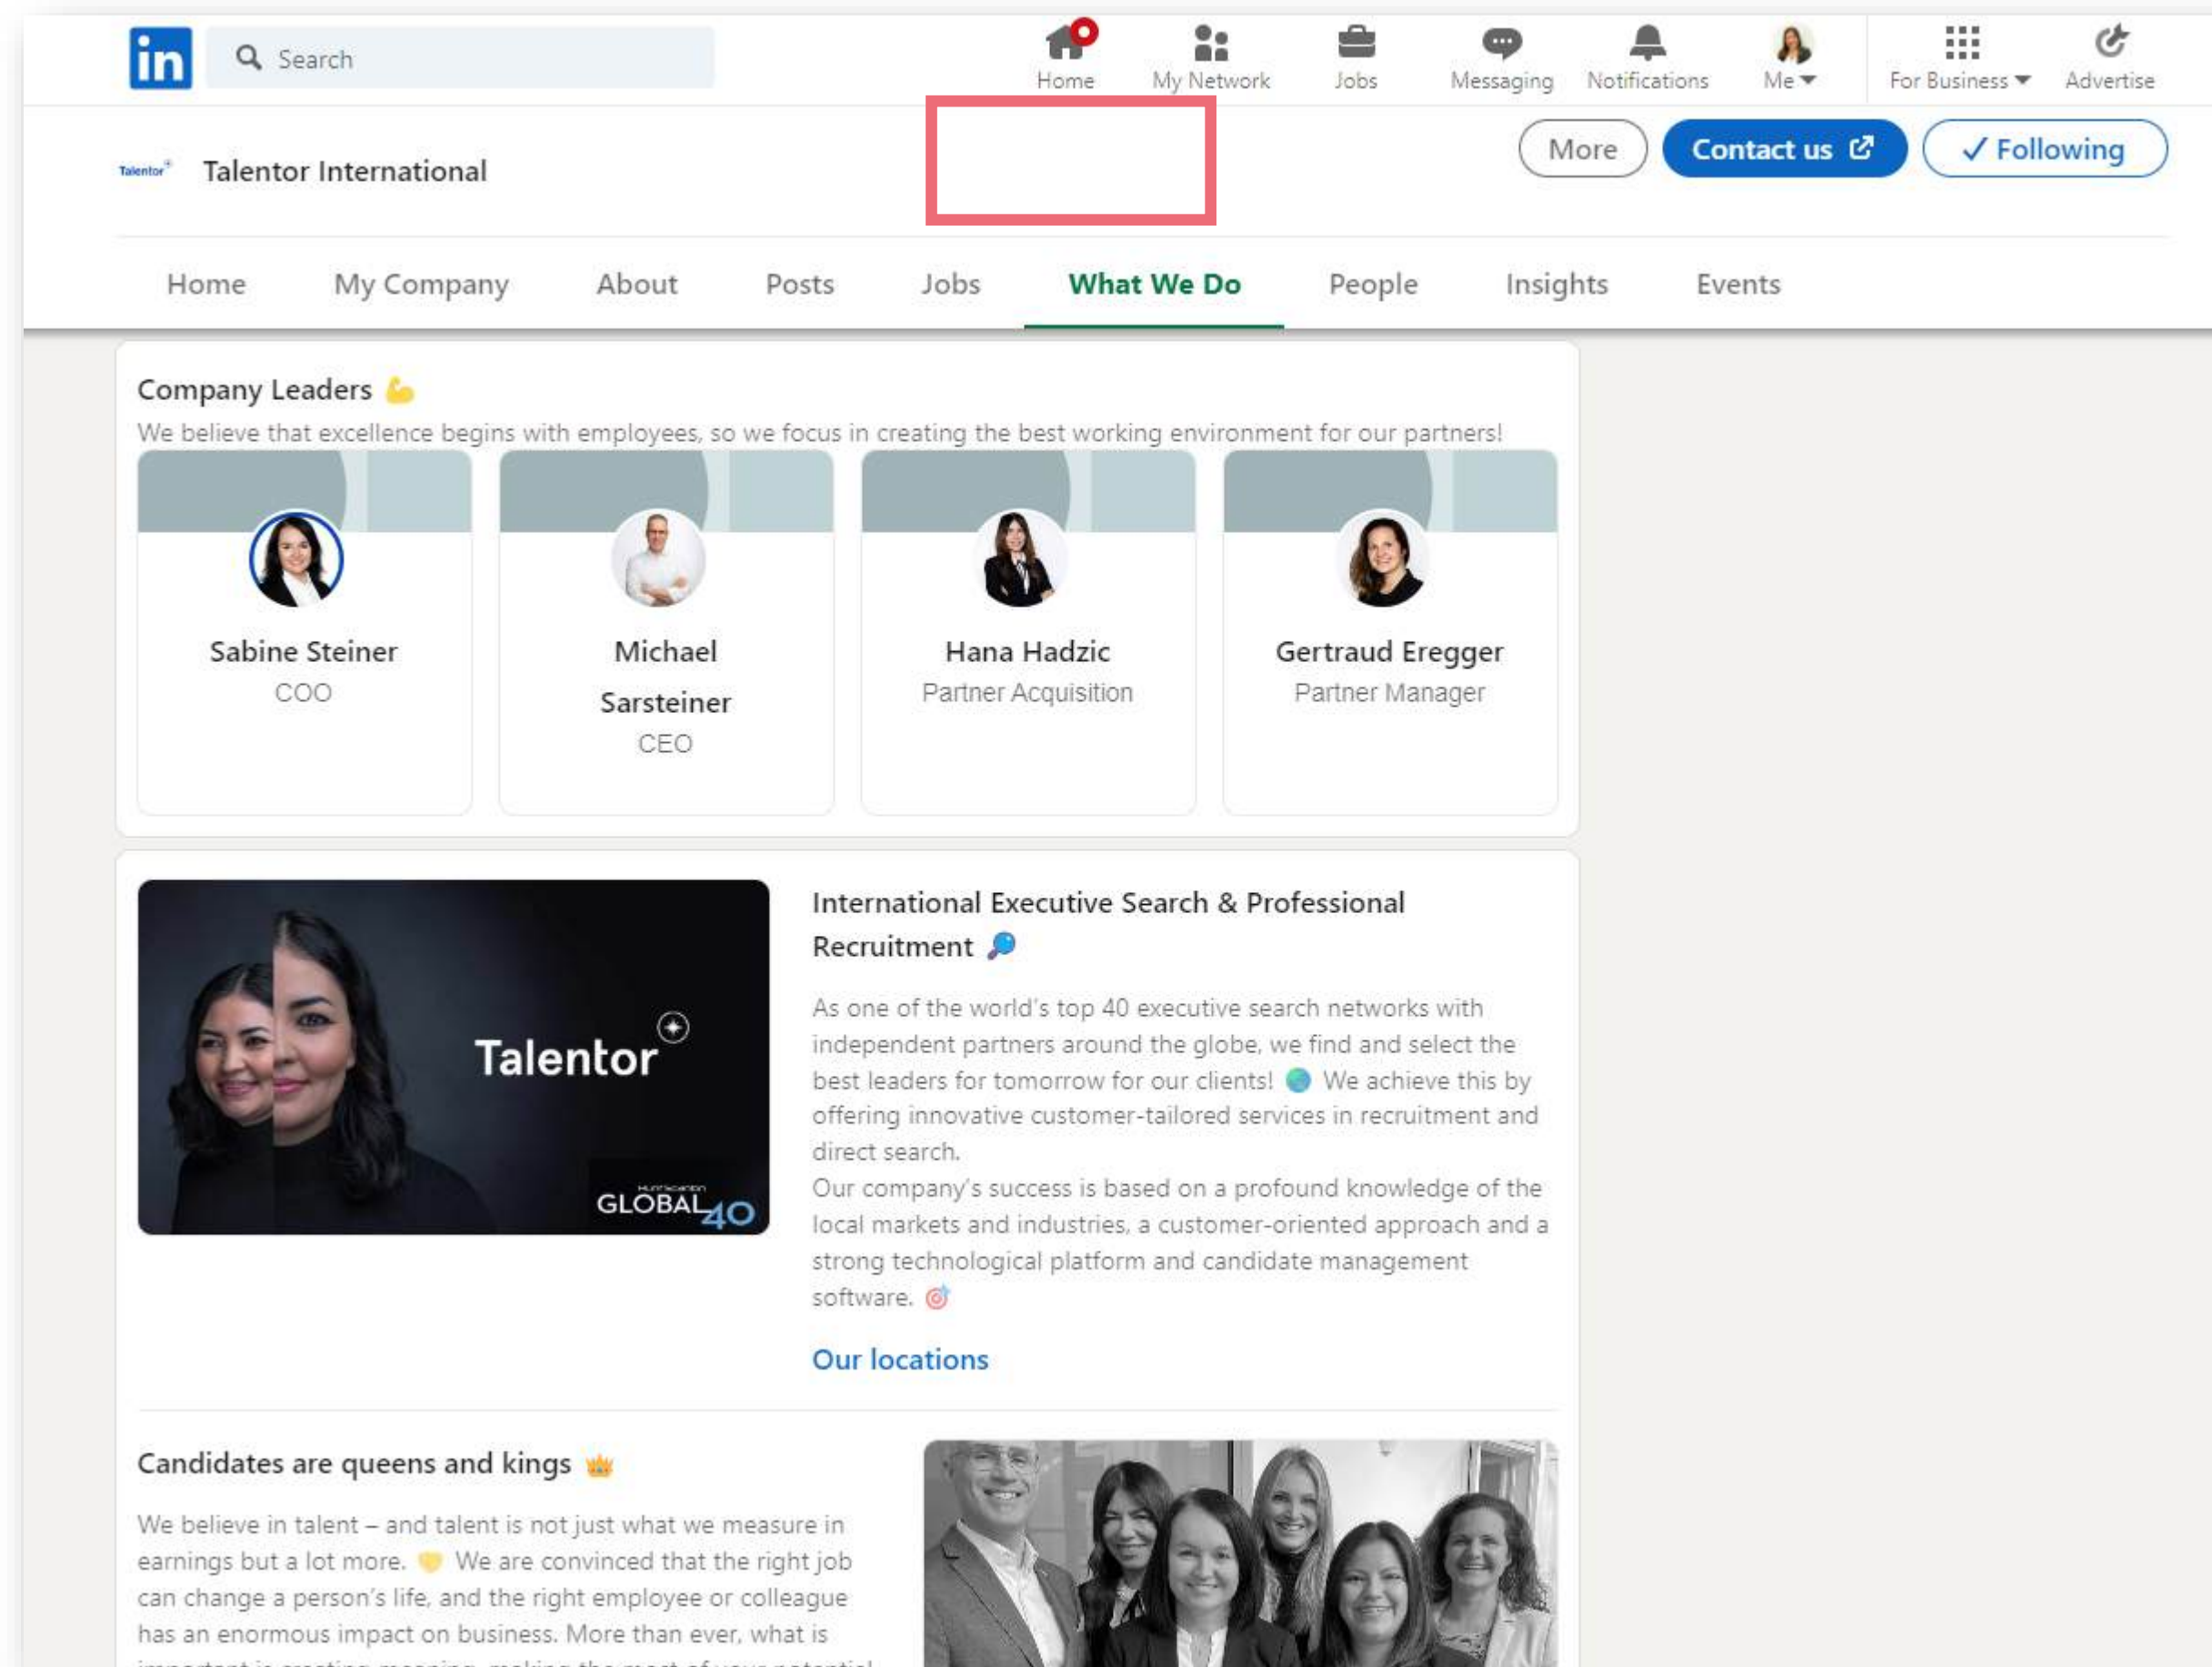 in Search
Home My Network Jobs Messaging Notifications Me For Business Advertise
Talentor Talentor International More Contact us Following
Home My Company About Posts Jobs What We Do People Insights Events
Company Leaders 💪
We believe that excellence begins with employees, so we focus in creating the best working environment for our partners!
Sabine Steiner
COO
Michael
Sarsteiner
CEO
Hana Hadzic
Partner Acquisition
Gertraud Eregger
Partner Manager
Talentor
GLOBAL 40
International Executive Search & Professional
Recruitment 🔎
As one of the world's top 40 executive search networks with
independent partners around the globe, we find and select the
best leaders for tomorrow for our clients! 🌍 We achieve this by
offering innovative customer-tailored services in recruitment and
direct search.
Our company's success is based on a profound knowledge of the
local markets and industries, a customer-oriented approach and a
strong technological platform and candidate management
software. 🎯
Our locations
Candidates are queens and kings 👑
We believe in talent – and talent is not just what we measure in
earnings but a lot more. 💛 We are convinced that the right job
can change a person's life, and the right employee or colleague
has an enormous impact on business. More than ever, what is